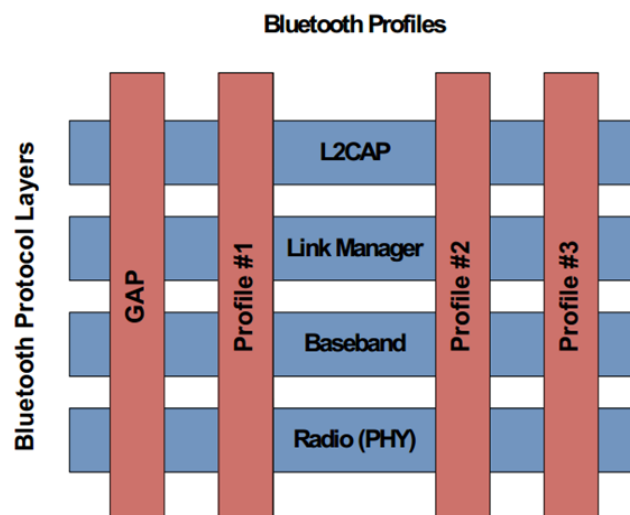 Bluetooth Profiles
Bluetooth Protocol Layers
GAP
Profile #1
L2CAP
Link Manager
Baseband
Radio (PHY)
Profile #2
Profile #3